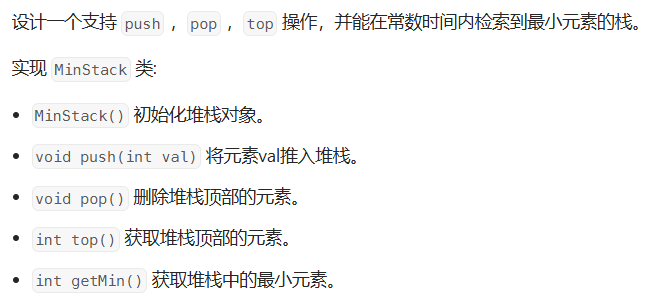 设计一个支持 push ，pop ，top 操作，并能在常数时间内检索到最小元素的栈。
实现 MinStack 类:
• MinStack() 初始化堆栈对象。
• void push(int val) 将元素val推入堆栈。
• void pop() 删除堆栈顶部的元素。
• int top() 获取堆栈顶部的元素。
• int getMin() 获取堆栈中的最小元素。